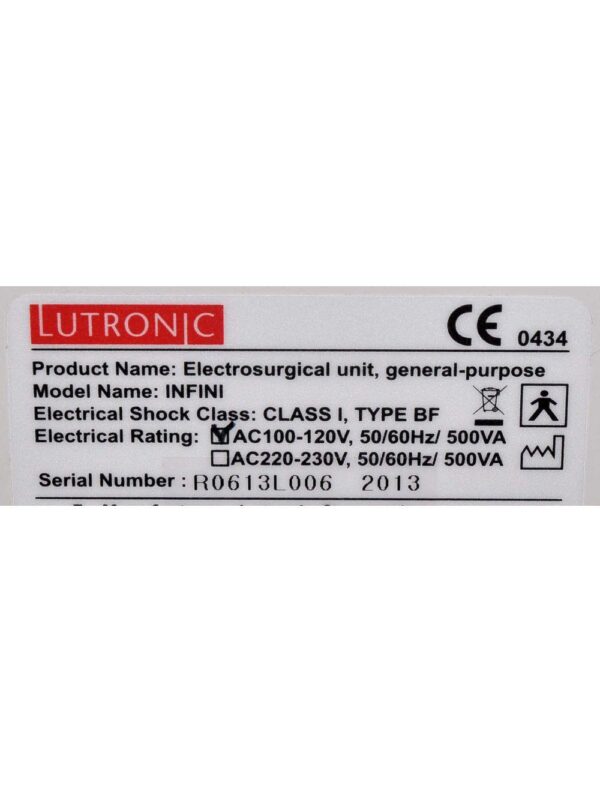 LUTRONIC
CE 0434
Product Name: Electrosurgical unit, general-purpose
Model Name: INFINI
Electrical Shock Class: CLASS I, TYPE BF
Electrical Rating: ☑AC100-120V, 50/60Hz/ 500VA
☐AC220-230V, 50/60Hz/ 500VA
Serial Number : R0613L006 2013